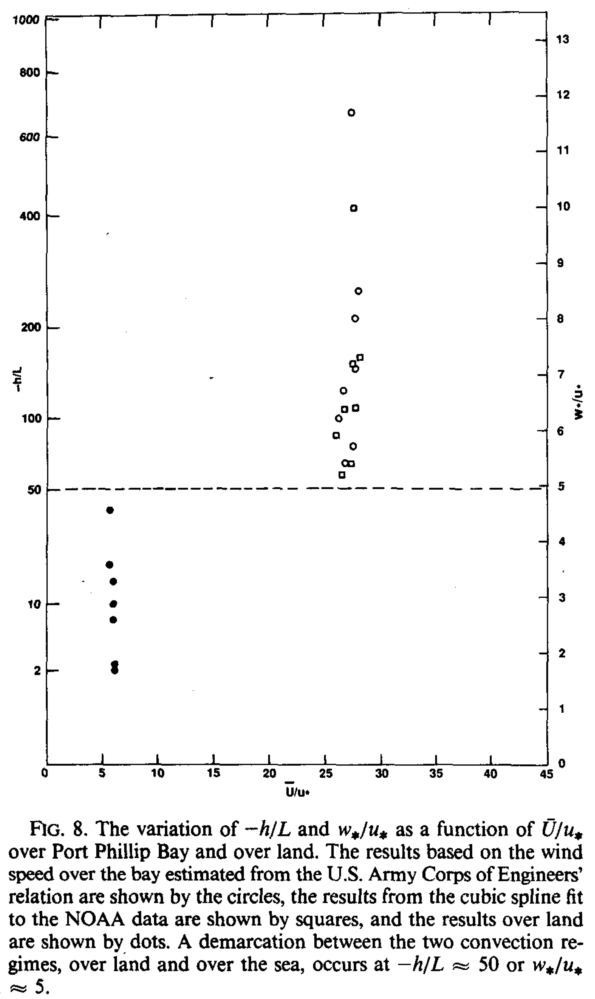 1000
800
600
400
200
100
50
10
2
-h/L
13
12
11
10
9
8
7
6
5
4
3
2
1
0
w*/u*
0 5 10 15 20 25 30 35 40 45
U̅/u*
FIG. 8. The variation of −h/L and w*/u* as a function of Ū/u*
over Port Phillip Bay and over land. The results based on the wind
speed over the bay estimated from the U.S. Army Corps of Engineers'
relation are shown by the circles, the results from the cubic spline fit
to the NOAA data are shown by squares, and the results over land
are shown by dots. A demarcation between the two convection re-
gimes, over land and over the sea, occurs at −h/L ≈ 50 or w*/u*
≈ 5.